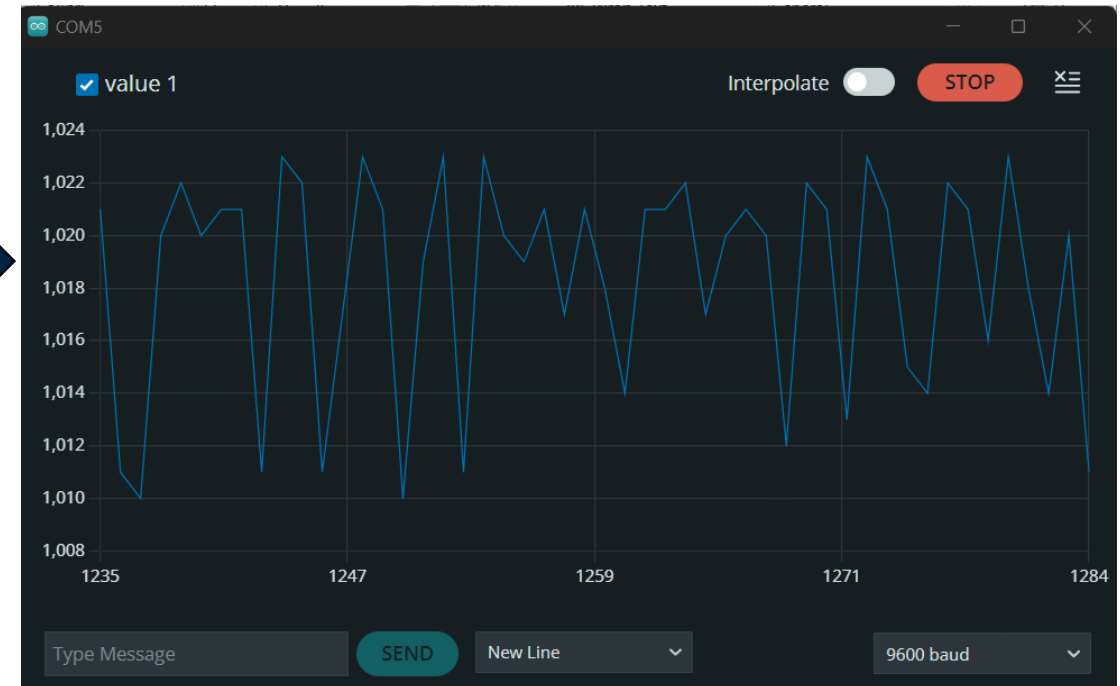 COM5
value 1
Interpolate
STOP
1,024
1,022
1,020
1,018
1,016
1,014
1,012
1,010
1,008
1235 1247 1259 1271 1284
Type Message
SEND
New Line
9600 baud